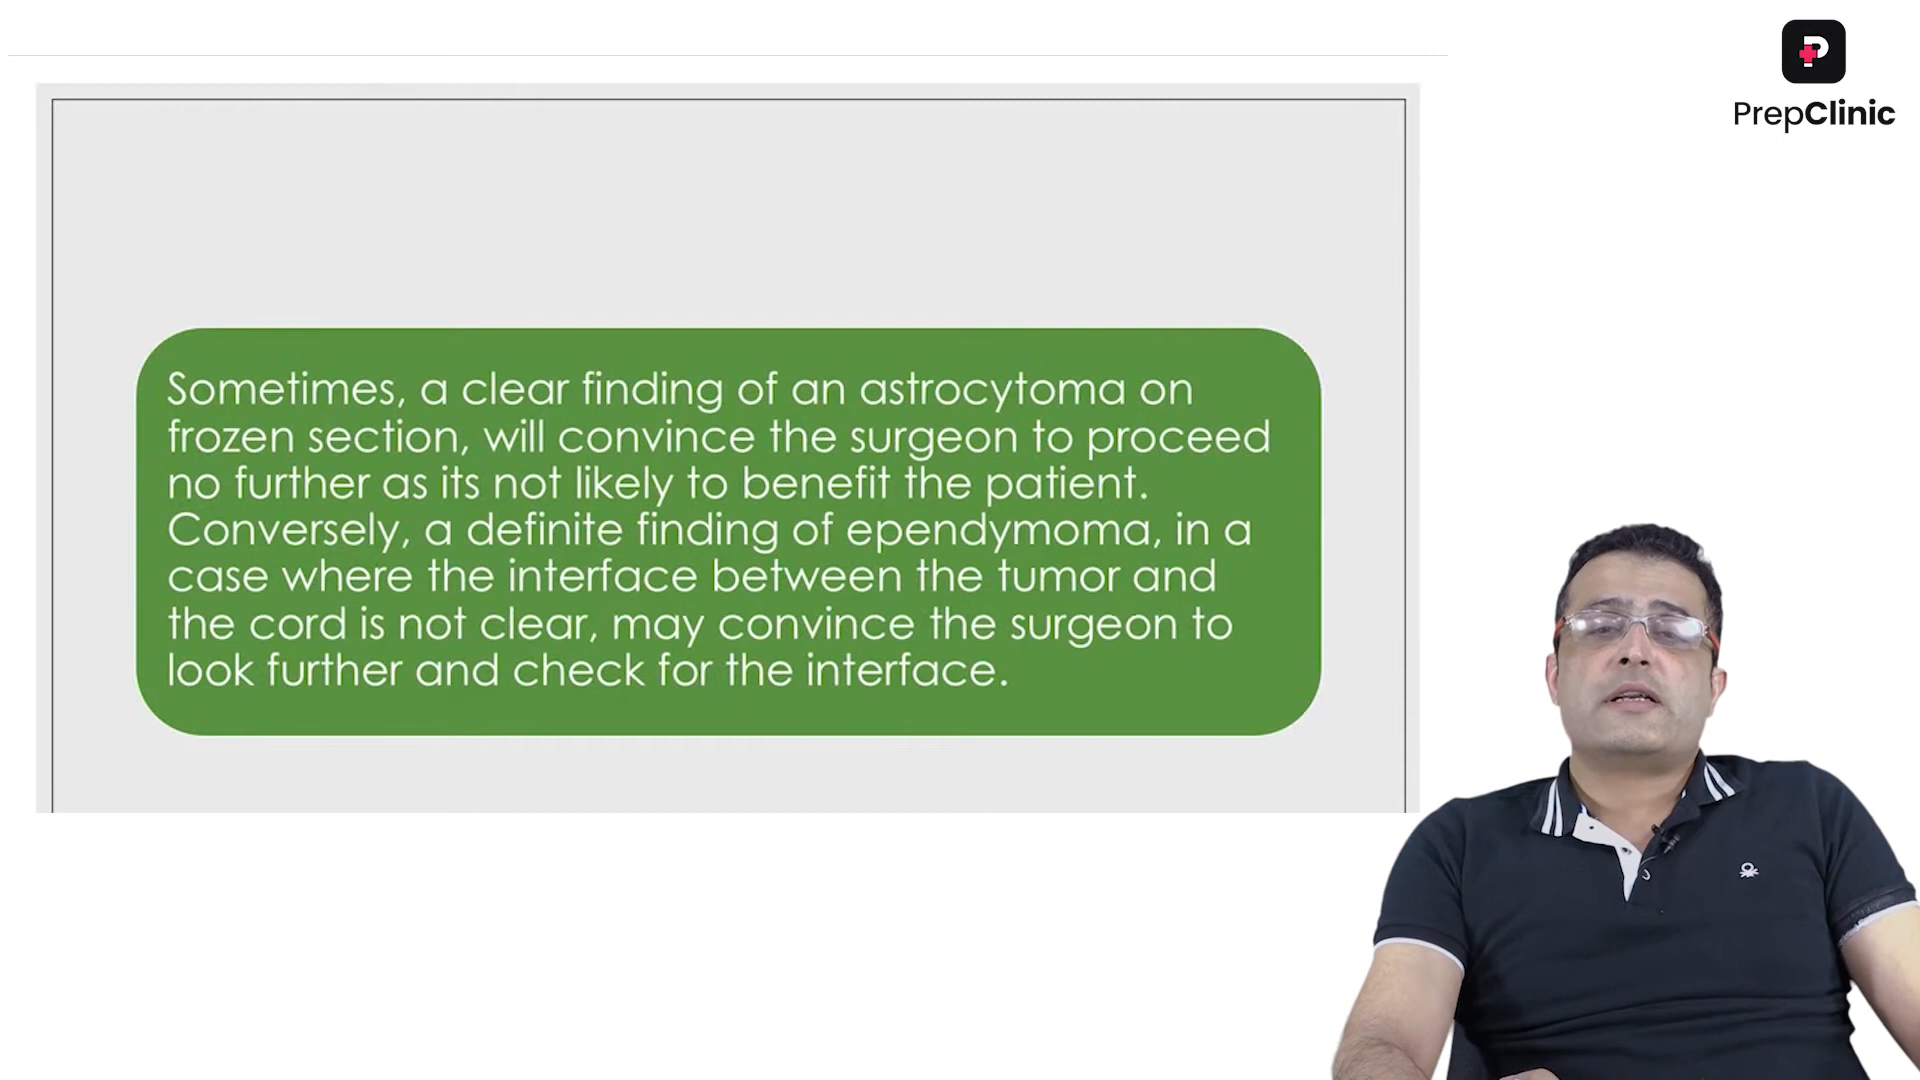 PrepClinic
Sometimes, a clear finding of an astrocytoma on
frozen section, will convince the surgeon to proceed
no further as its not likely to benefit the patient.
Conversely, a definite finding of ependymoma, in a
case where the interface between the tumor and
the cord is not clear, may convince the surgeon to
look further and check for the interface.